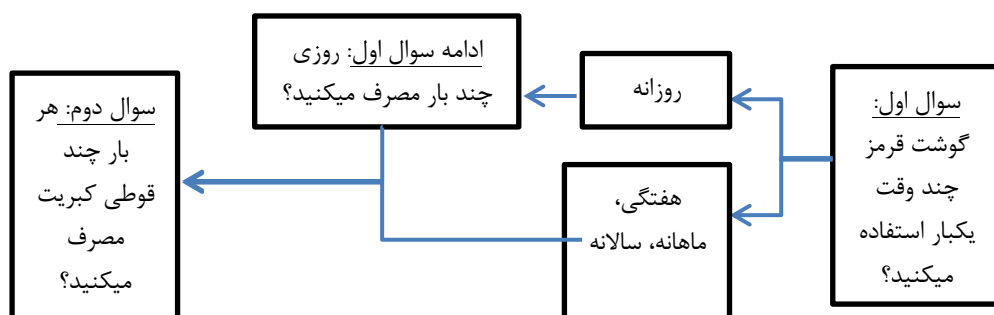 سوال اول:
گوشت قرمز
چند وقت
یکبار استفاده
میکنید؟
روزانه
هفتگی،
ماهانه، سالانه
ادامه سوال اول: روزی
چند بار مصرف میکنید؟
سوال دوم: هر
بار چند
قوطی کبریت
مصرف
میکنید؟